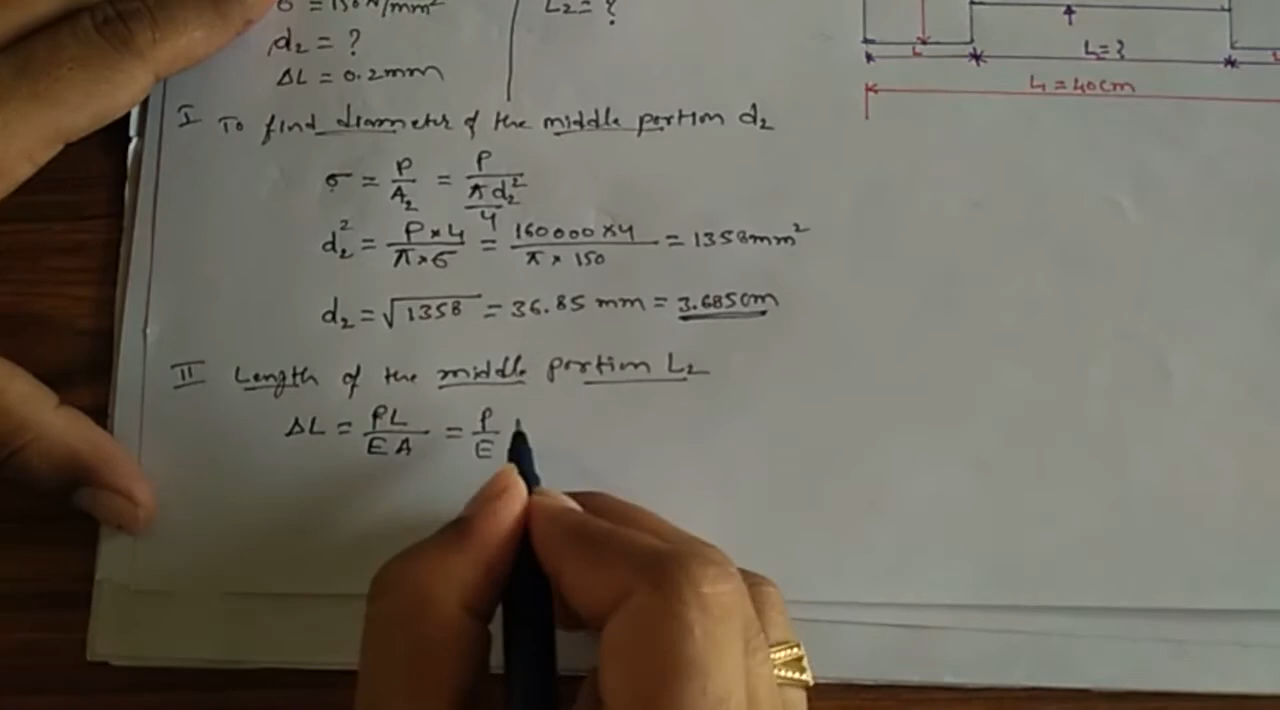 σ = 150 N/mm²
L₂ = ?
d₂ = ?
ΔL = 0.2mm
L₂ = ?
L = 40cm
I To find diameter of the middle portion d₂
σ = P/A₂ = P/(πd₂²/4)
d₂² = P×4/π×σ = 160000×4/π×150 = 1358mm²
d₂ = √1358 = 36.85 mm = 3.685cm
II Length of the middle portion L₂
ΔL = PL/EA = P/E